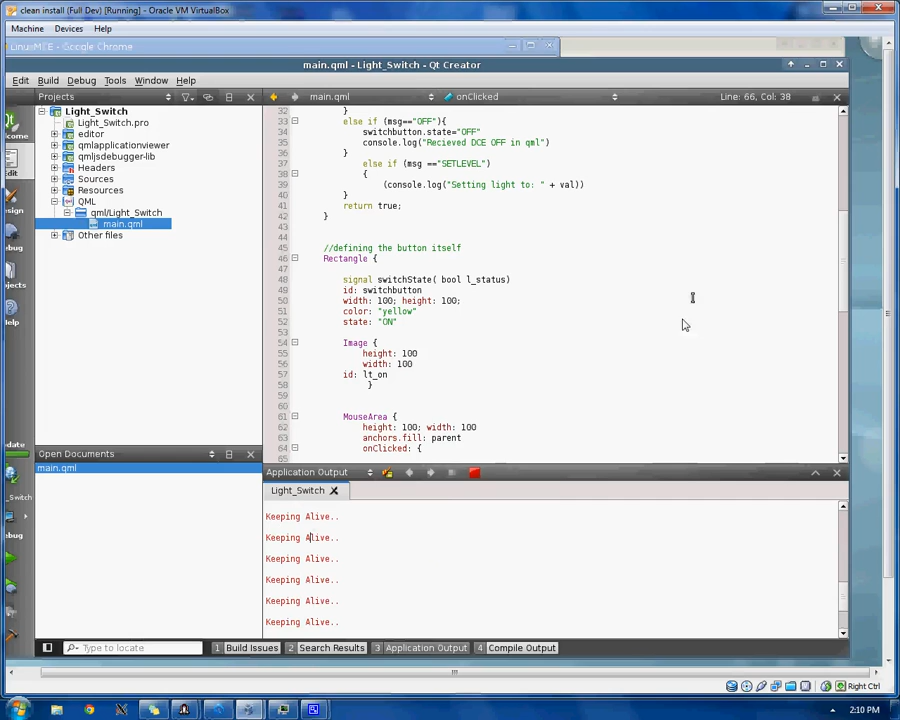 clean install (Full Dev) [Running] - Oracle VM VirtualBox
Machine Devices Help
LinuxMCE - Google Chrome
main.qml - Light_Switch - Qt Creator
Edit Build Debug Tools Window Help
Projects
main.qml
onClicked
Line: 66, Col: 38
Light_Switch
Light_Switch.pro
editor
qmlapplicationviewer
qmljsdebugger-lib
Headers
Sources
Resources
QML
qml/Light_Switch
main.qml
Other files
32 }
33 else if (msg=="OFF"){
34 switchbutton.state="OFF"
35 console.log("Recieved DCE OFF in qml")
36 }
37 else if (msg =="SETLEVEL")
38 {
39 (console.log("Setting light to: " + val))
40 }
41 return true;
42 }
43
44
45 //defining the button itself
46 Rectangle {
47
48 signal switchState( bool l_status)
49 id: switchbutton
50 width: 100; height: 100;
51 color: "yellow"
52 state: "ON"
53
54 Image {
55 height: 100
56 width: 100
57 id: lt_on
58 }
59
60
61 MouseArea {
62 height: 100; width: 100
63 anchors.fill: parent
64 onClicked: {
65
Open Documents
main.qml
Application Output
Light_Switch
Keeping Alive..
Keeping Alive..
Keeping Alive..
Keeping Alive..
Keeping Alive..
Keeping Alive..
Type to locate
1 Build Issues
2 Search Results
3 Application Output
4 Compile Output
Right Ctrl
2:10 PM